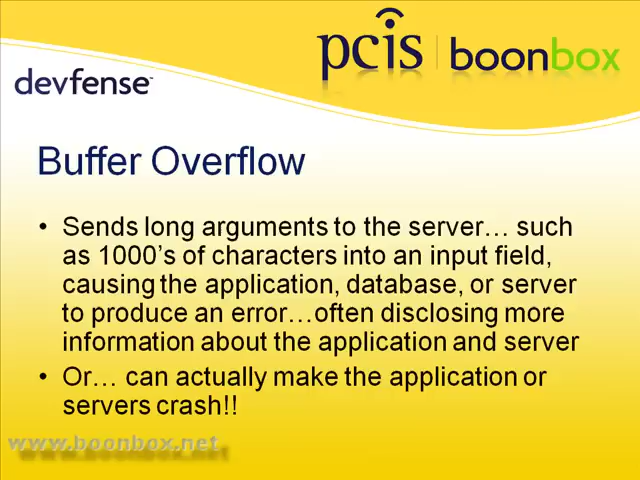 pcis | boonbox
devfense™
Buffer Overflow
• Sends long arguments to the server… such
as 1000's of characters into an input field,
causing the application, database, or server
to produce an error…often disclosing more
information about the application and server
• Or… can actually make the application or
servers crash!!
www.boonbox.net